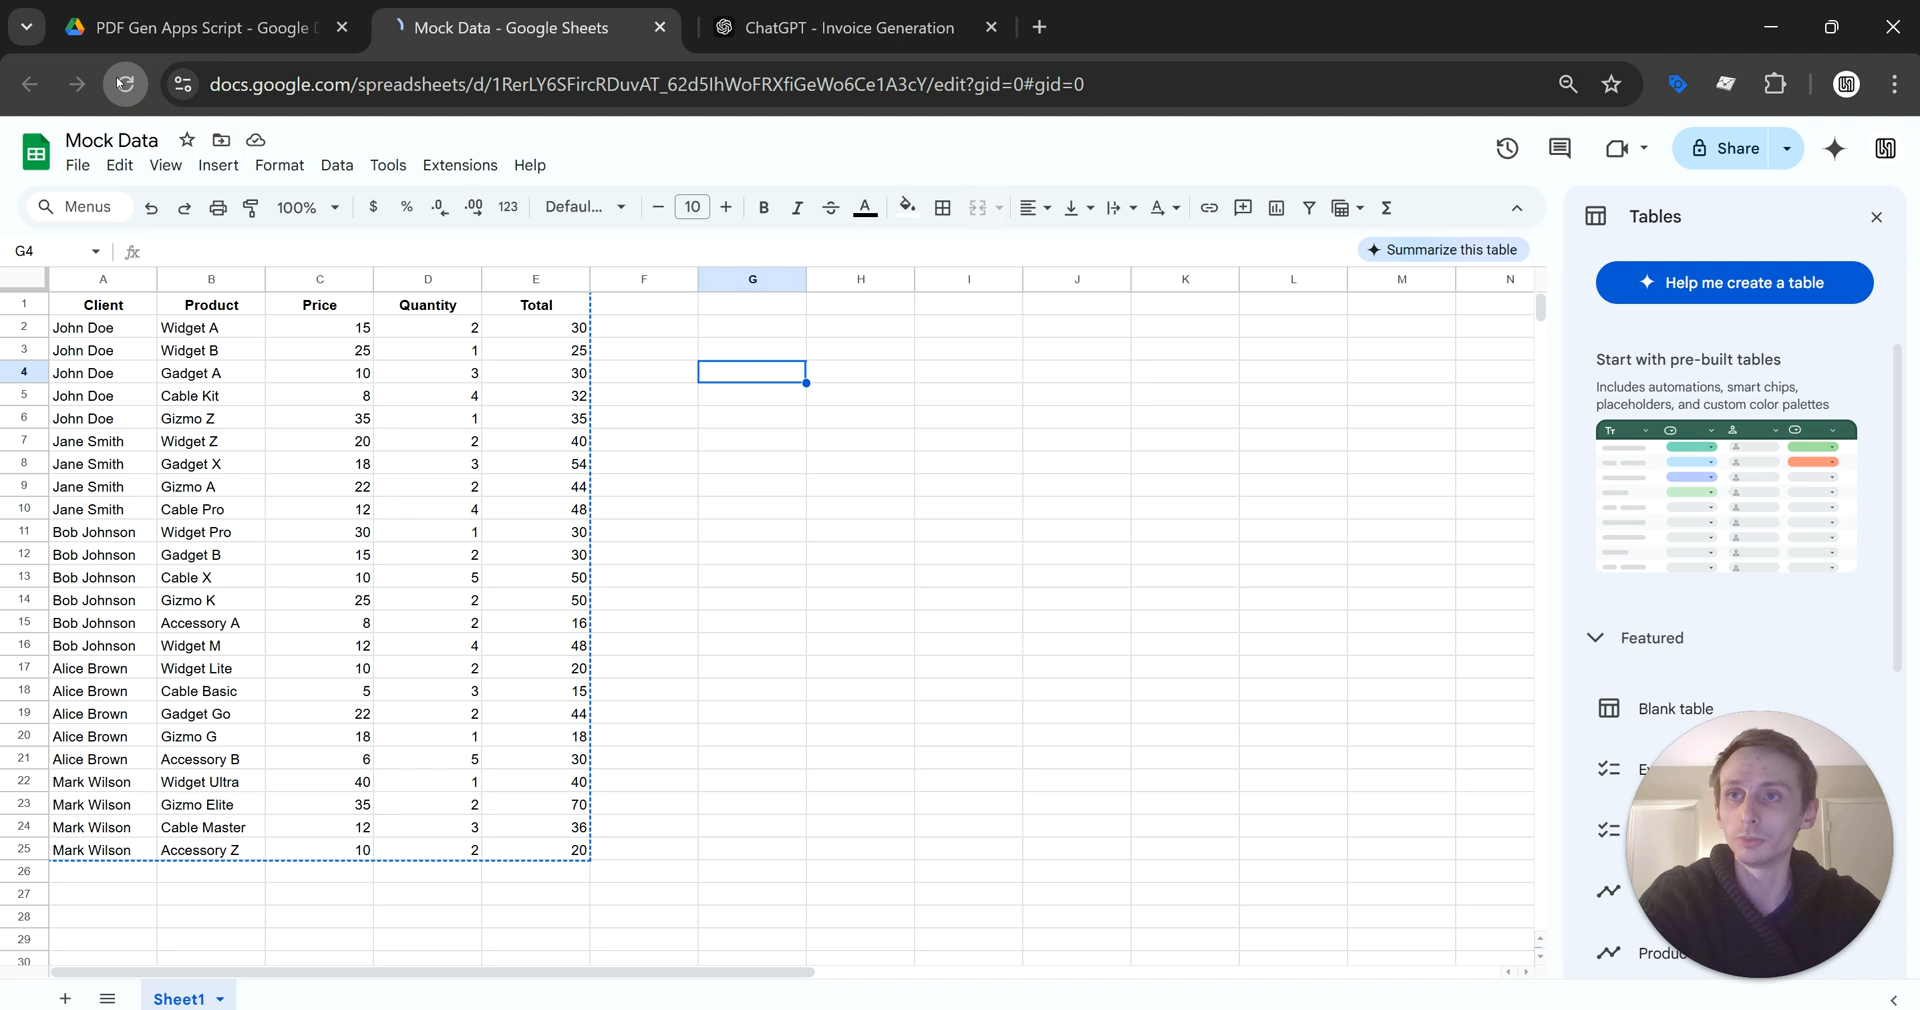 PDF Gen Apps Script - Google D
Mock Data - Google Sheets
ChatGPT - Invoice Generation
docs.google.com/spreadsheets/d/1RerLY6SFircRDuvAT_62d5IhWoFRXfiGeWo6Ce1A3cY/edit?gid=0#gid=0
Mock Data
File Edit View Insert Format Data Tools Extensions Help
Share
Menus 100% $ % .0 .00 123 Defaul... 10 B I A Σ
G4 fx
Summarize this table
A B C D E F G H I J K L M N
1 Client Product Price Quantity Total
2 John Doe Widget A 15 2 30
3 John Doe Widget B 25 1 25
4 John Doe Gadget A 10 3 30
5 John Doe Cable Kit 8 4 32
6 John Doe Gizmo Z 35 1 35
7 Jane Smith Widget Z 20 2 40
8 Jane Smith Gadget X 18 3 54
9 Jane Smith Gizmo A 22 2 44
10 Jane Smith Cable Pro 12 4 48
11 Bob Johnson Widget Pro 30 1 30
12 Bob Johnson Gadget B 15 2 30
13 Bob Johnson Cable X 10 5 50
14 Bob Johnson Gizmo K 25 2 50
15 Bob Johnson Accessory A 8 2 16
16 Bob Johnson Widget M 12 4 48
17 Alice Brown Widget Lite 10 2 20
18 Alice Brown Cable Basic 5 3 15
19 Alice Brown Gadget Go 22 2 44
20 Alice Brown Gizmo G 18 1 18
21 Alice Brown Accessory B 6 5 30
22 Mark Wilson Widget Ultra 40 1 40
23 Mark Wilson Gizmo Elite 35 2 70
24 Mark Wilson Cable Master 12 3 36
25 Mark Wilson Accessory Z 10 2 20
26
27
28
29
30
Sheet1
Tables
Help me create a table
Start with pre-built tables
Includes automations, smart chips,
placeholders, and custom color palettes
Tт
Featured
Blank table
Produ